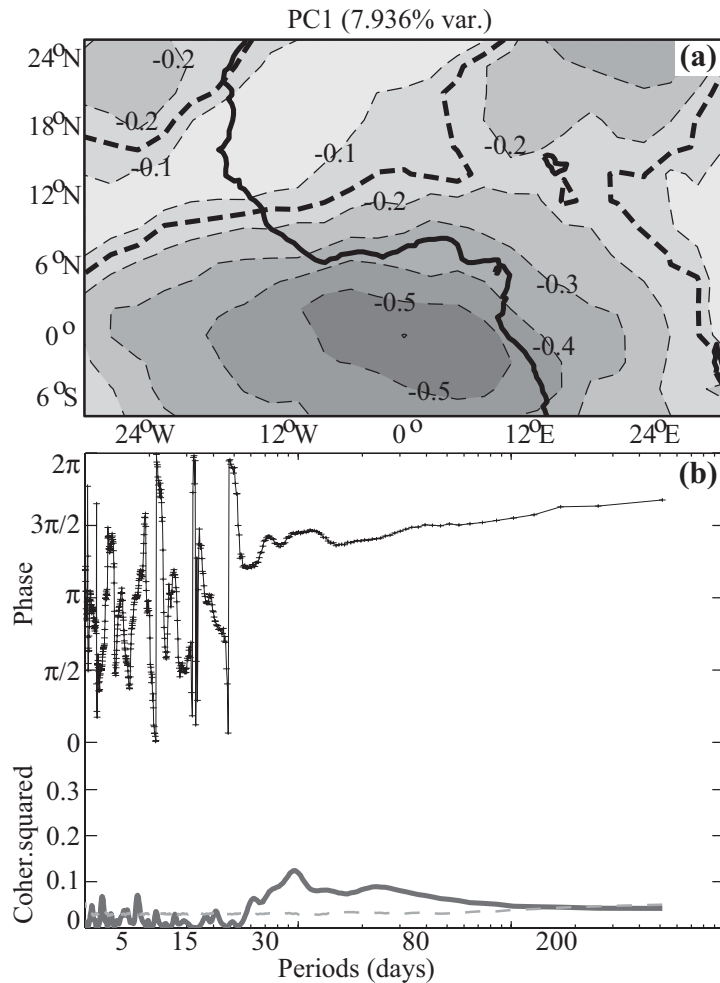 PC1 (7.936% var.)
(a)
24°N
18°N
12°N
6°N
0°
6°S
-0.2
-0.2
-0.1
-0.1
-0.2
-0.2
-0.3
-0.5
-0.4
-0.5
24°W
12°W
0°
12°E
24°E
(b)
2π
3π/2
π
π/2
0
Phase
0.3
0.2
0.1
0
Coher.squared
5
15
30
80
200
Periods (days)